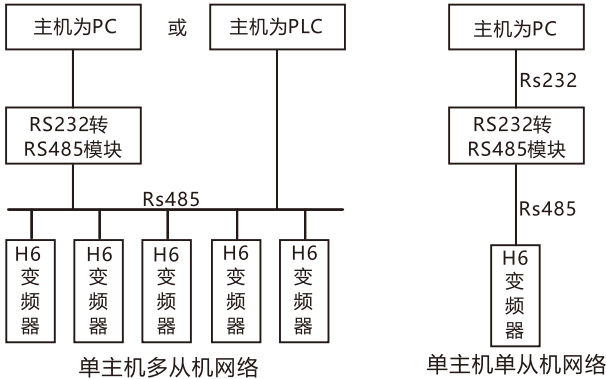 主机为PC
或
主机为PLC
RS232转
RS485模块
Rs485
H6
变
频
器
H6
变
频
器
H6
变
频
器
H6
变
频
器
H6
变
频
器
单主机多从机网络
主机为PC
Rs232
RS232转
RS485模块
Rs485
H6
变
频
器
单主机单从机网络